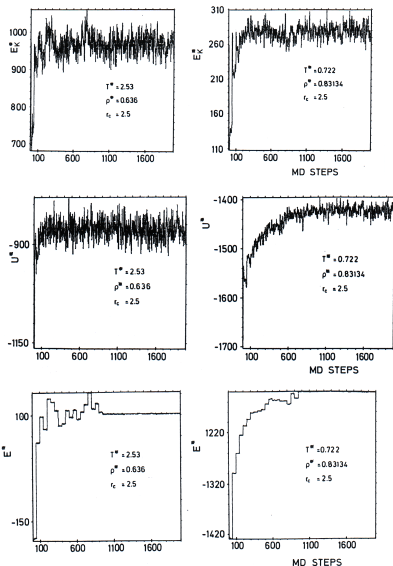 E*K
1000
900
800
700
T* = 2.53
ρ* = 0.636
rc = 2.5
100 600 1100 1600
E*K
310
260
210
160
110
T* = 0.722
ρ* = 0.83134
rc = 2.5
100 600 1100 1600
MD STEPS
U*
-900
-1150
T* = 2.53
ρ* = 0.636
rc = 2.5
100 600 1100 1600
U*
-1400
-1500
-1600
-1700
T* = 0.722
ρ* = 0.83134
rc = 2.5
100 600 1100 1600
MD STEPS
E*
100
-150
T* = 2.53
ρ* = 0.636
rc = 2.5
100 600 1100 1600
E*
1220
-1320
-1420
T* = 0.722
ρ* = 0.83134
rc = 2.5
100 600 1100 1600
MD STEPS